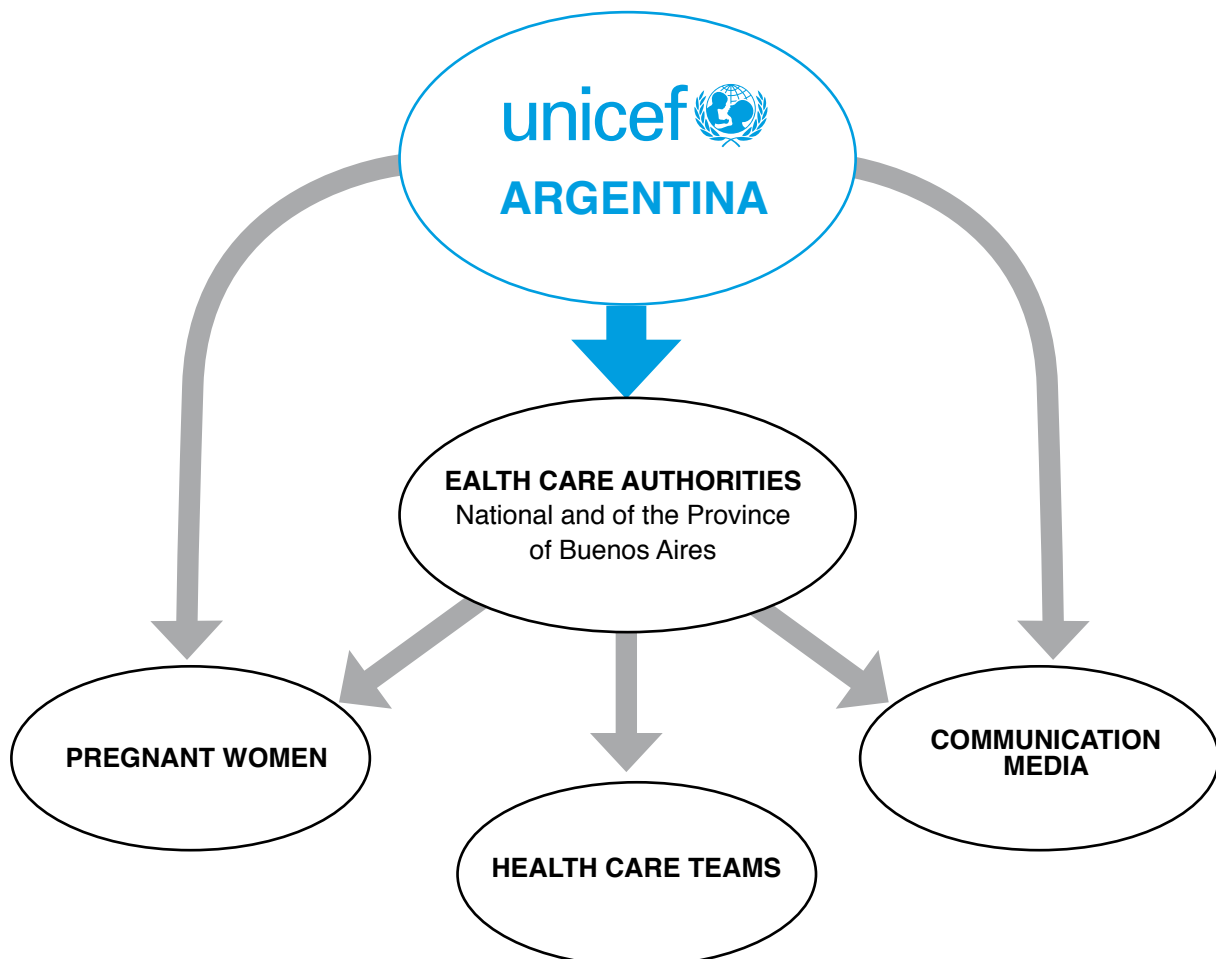 unicef
ARGENTINA
EALTH CARE AUTHORITIES
National and of the Province
of Buenos Aires
PREGNANT WOMEN
COMMUNICATION
MEDIA
HEALTH CARE TEAMS